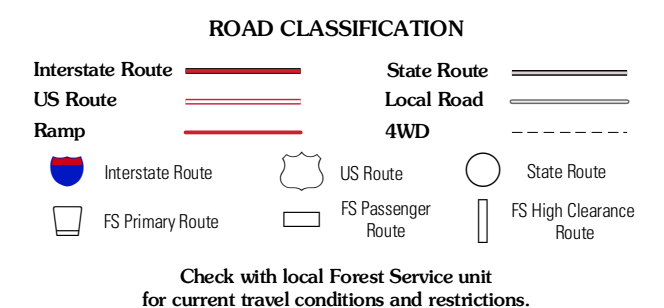 ROAD CLASSIFICATION
Interstate Route
State Route
US Route
Local Road
Ramp
4WD
Interstate Route
US Route
State Route
FS Primary Route
FS Passenger
Route
FS High Clearance
Route
Check with local Forest Service unit
for current travel conditions and restrictions.